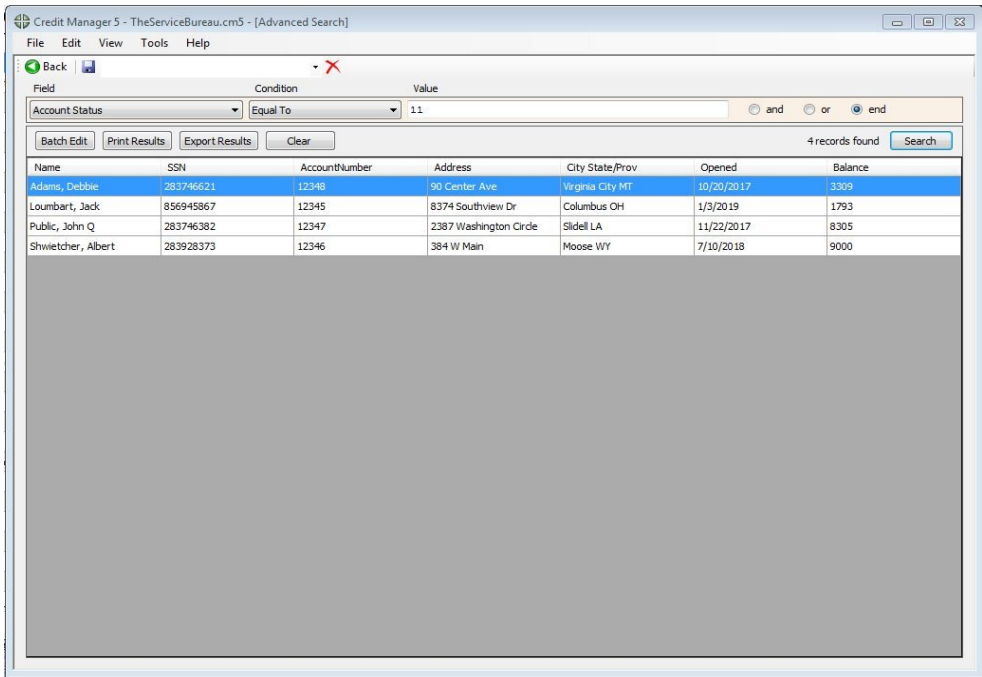 Credit Manager 5 - TheServiceBureau.cm5 - [Advanced Search]
File Edit View Tools Help
Back
Field Condition Value
Account Status Equal To 11 and or end
Batch Edit Print Results Export Results Clear 4 records found Search
Name SSN AccountNumber Address City State/Prov Opened Balance
Adams, Debbie 283746621 12348 90 Center Ave Virginia City MT 10/20/2017 3309
Loumbart, Jack 856945867 12345 8374 Southview Dr Columbus OH 1/3/2019 1793
Public, John Q 283746382 12347 2387 Washington Circle Slidell LA 11/22/2017 8305
Shwietcher, Albert 283928373 12346 384 W Main Moose WY 7/10/2018 9000